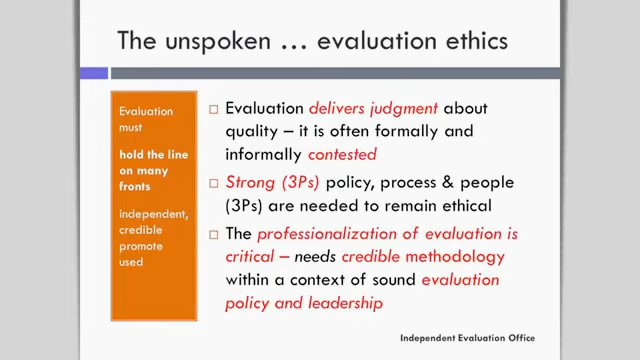 The unspoken … evaluation ethics
Evaluation
must
hold the line
on many
fronts
independent,
credible
promote
used
Evaluation delivers judgment about
quality – it is often formally and
informally contested
Strong (3Ps) policy, process & people
(3Ps) are needed to remain ethical
The professionalization of evaluation is
critical – needs credible methodology
within a context of sound evaluation
policy and leadership
Independent Evaluation Office